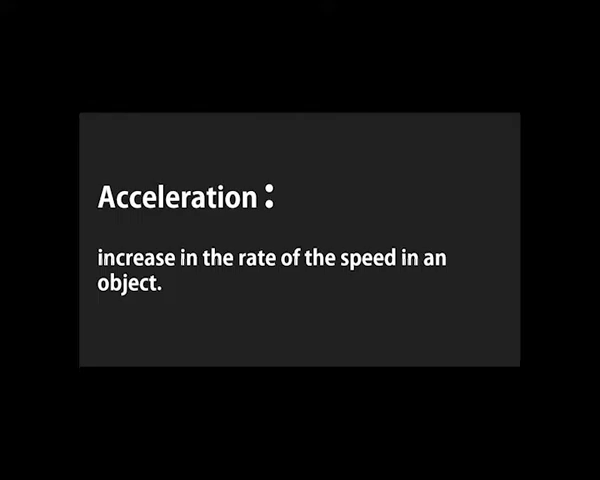 Acceleration :
increase in the rate of the speed in an
object.